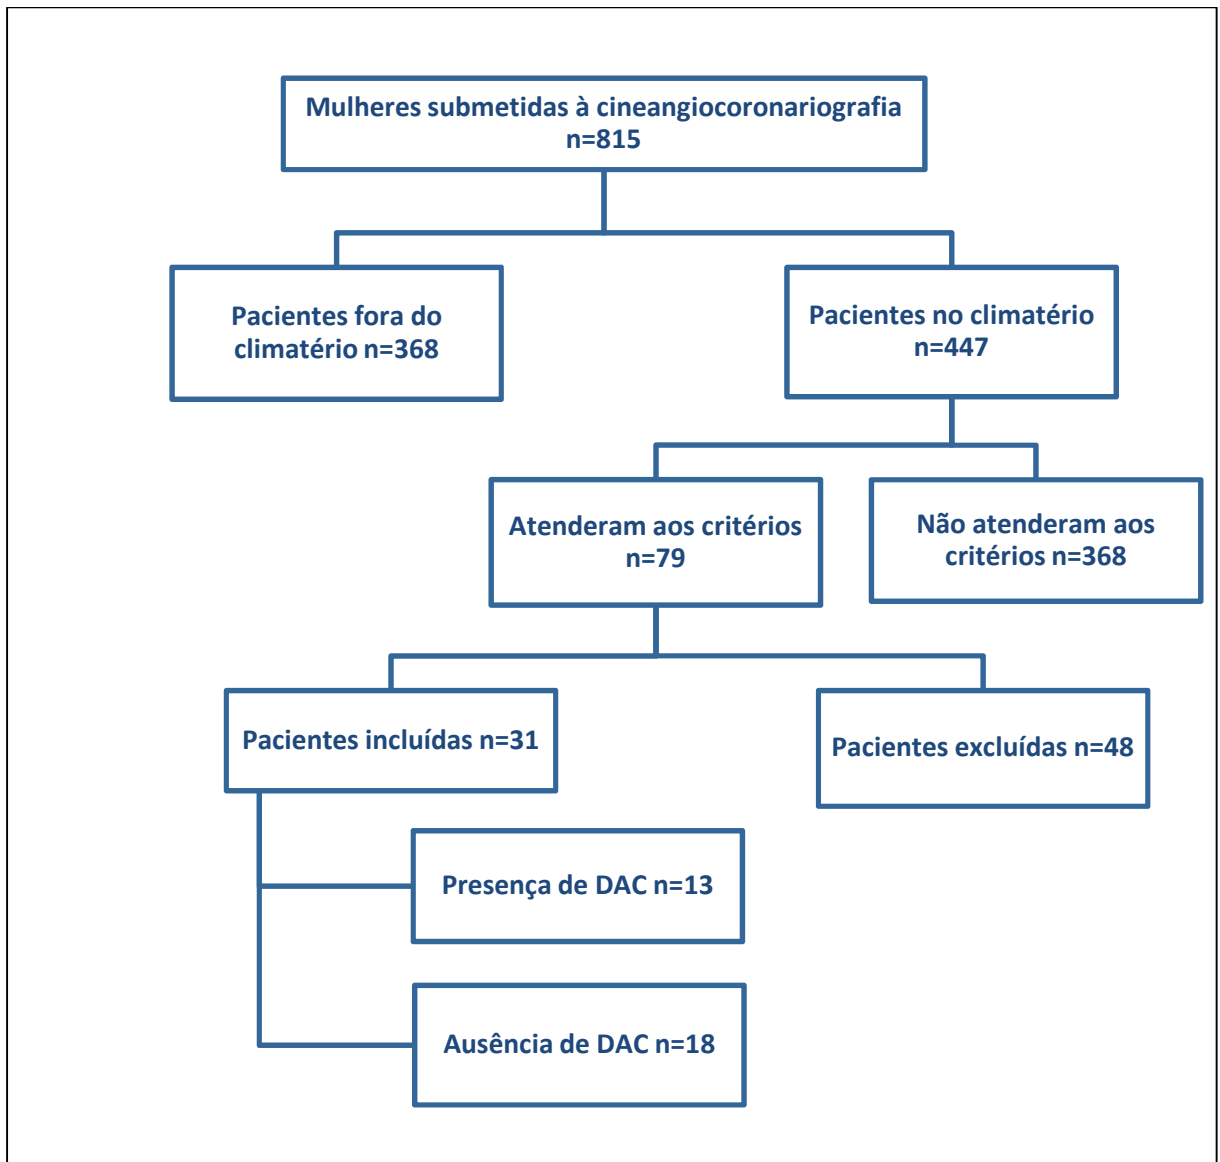 Mulheres submetidas à cineangiocoronariografia
n=815
Pacientes fora do
climatério n=368
Pacientes no climatério
n=447
Atenderam aos critérios
n=79
Não atenderam aos
critérios n=368
Pacientes incluídas n=31
Pacientes excluídas n=48
Presença de DAC n=13
Ausência de DAC n=18